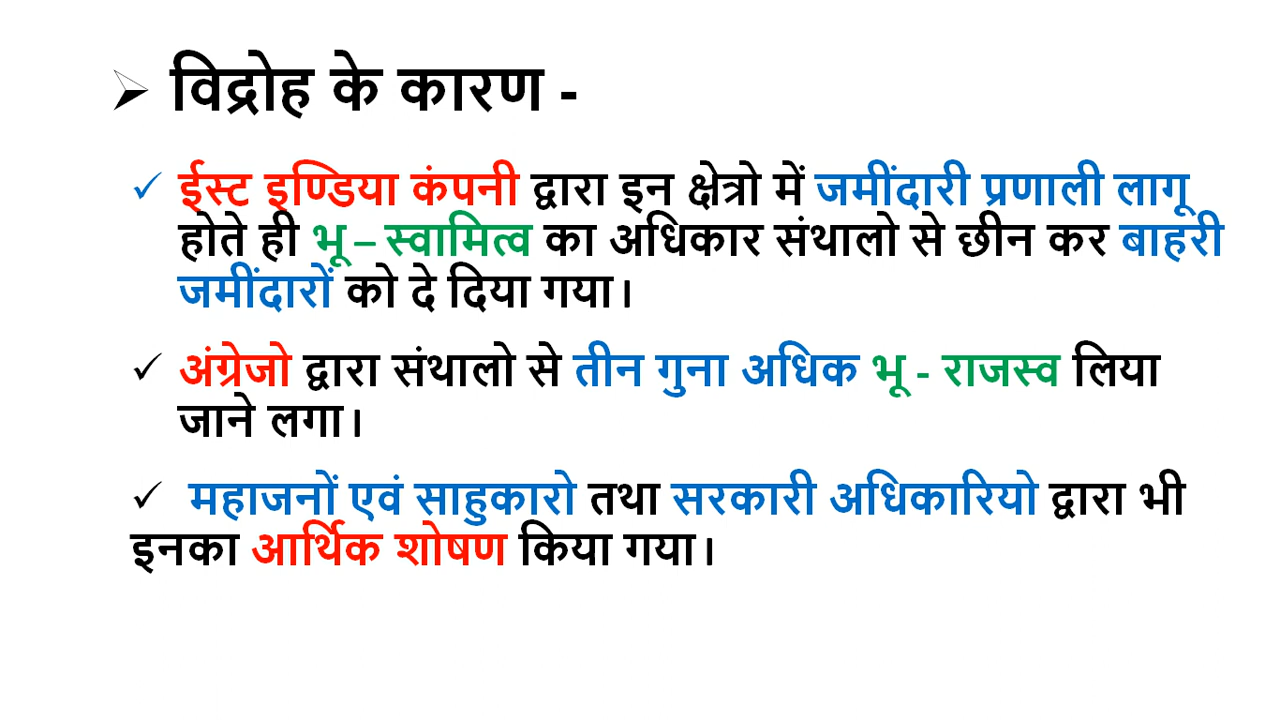 विद्रोह के कारण -
ईस्ट इण्डिया कंपनी द्वारा इन क्षेत्रो में जमींदारी प्रणाली लागू
होते ही भू – स्वामित्व का अधिकार संथालो से छीन कर बाहरी
जमींदारों को दे दिया गया।
अंग्रेजो द्वारा संथालो से तीन गुना अधिक भू - राजस्व लिया
जाने लगा।
महाजनों एवं साहुकारो तथा सरकारी अधिकारियो द्वारा भी
इनका आर्थिक शोषण किया गया।